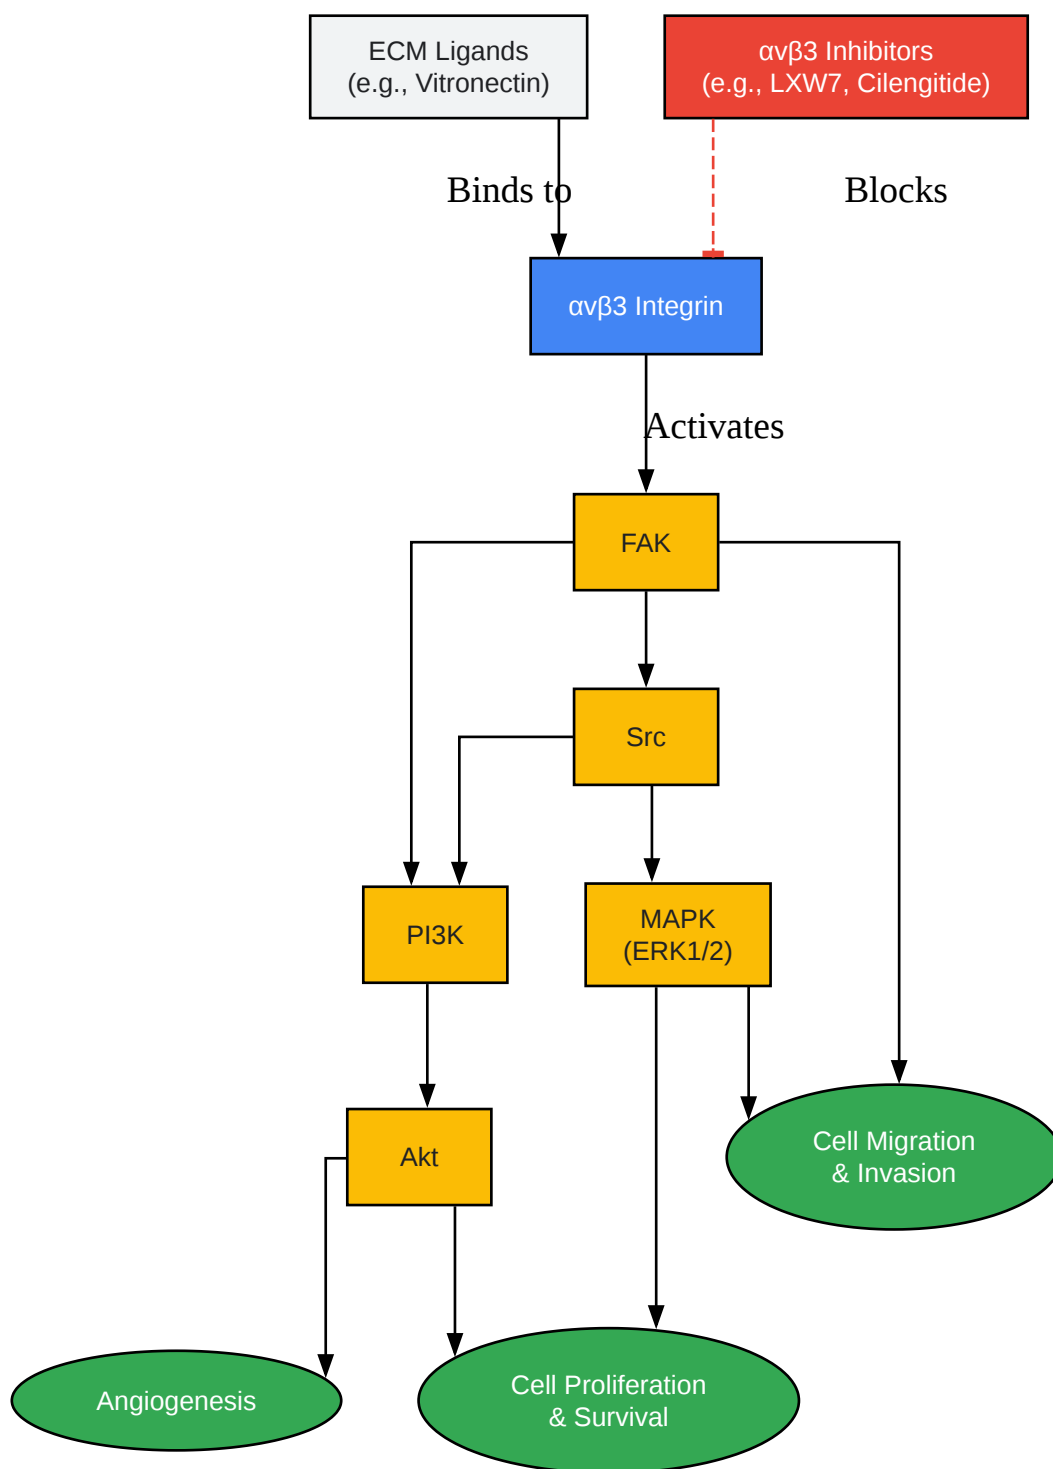 ECM Ligands
(e.g., Vitronectin)
αvβ3 Inhibitors
(e.g., LXW7, Cilengitide)
Binds to
Blocks
αvβ3 Integrin
Activates
FAK
Src
PI3K
MAPK
(ERK1/2)
Akt
Cell Migration
& Invasion
Angiogenesis
Cell Proliferation
& Survival